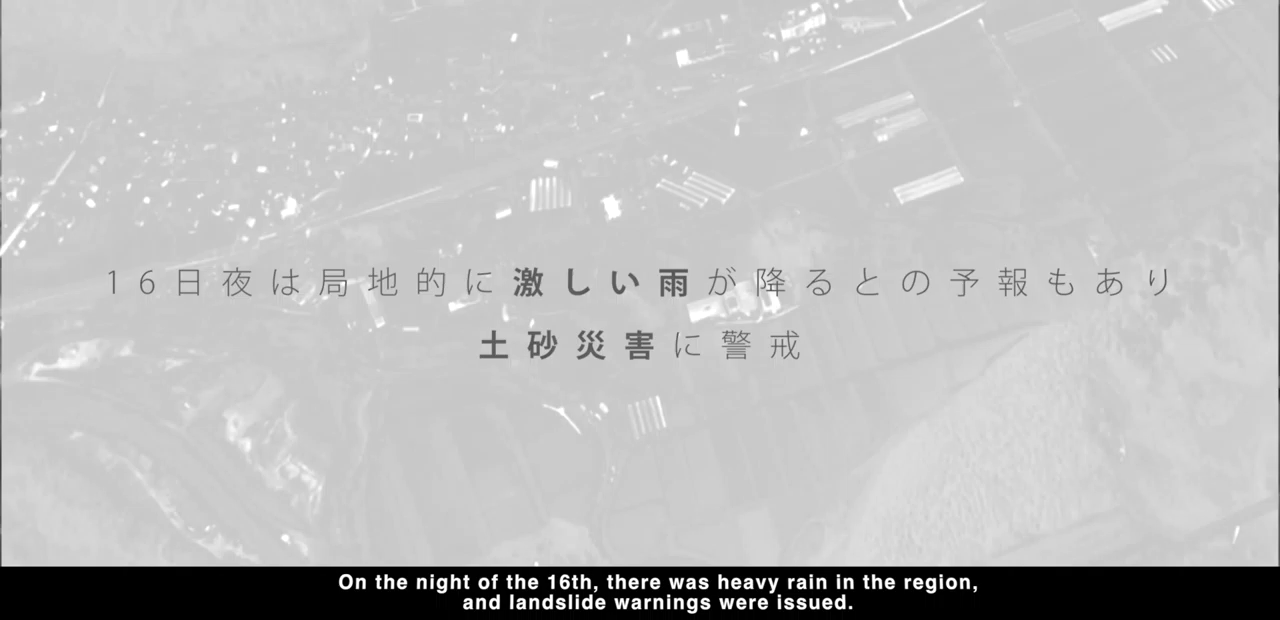 16日夜は局地的に激しい雨が降るとの予報もあり
土砂災害に警戒
On the night of the 16th, there was heavy rain in the region,
and landslide warnings were issued.